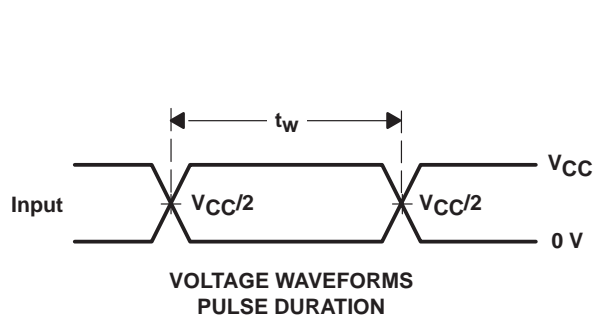 tw
VCC
Input
VCC/2
VCC/2
0 V
VOLTAGE WAVEFORMS
PULSE DURATION